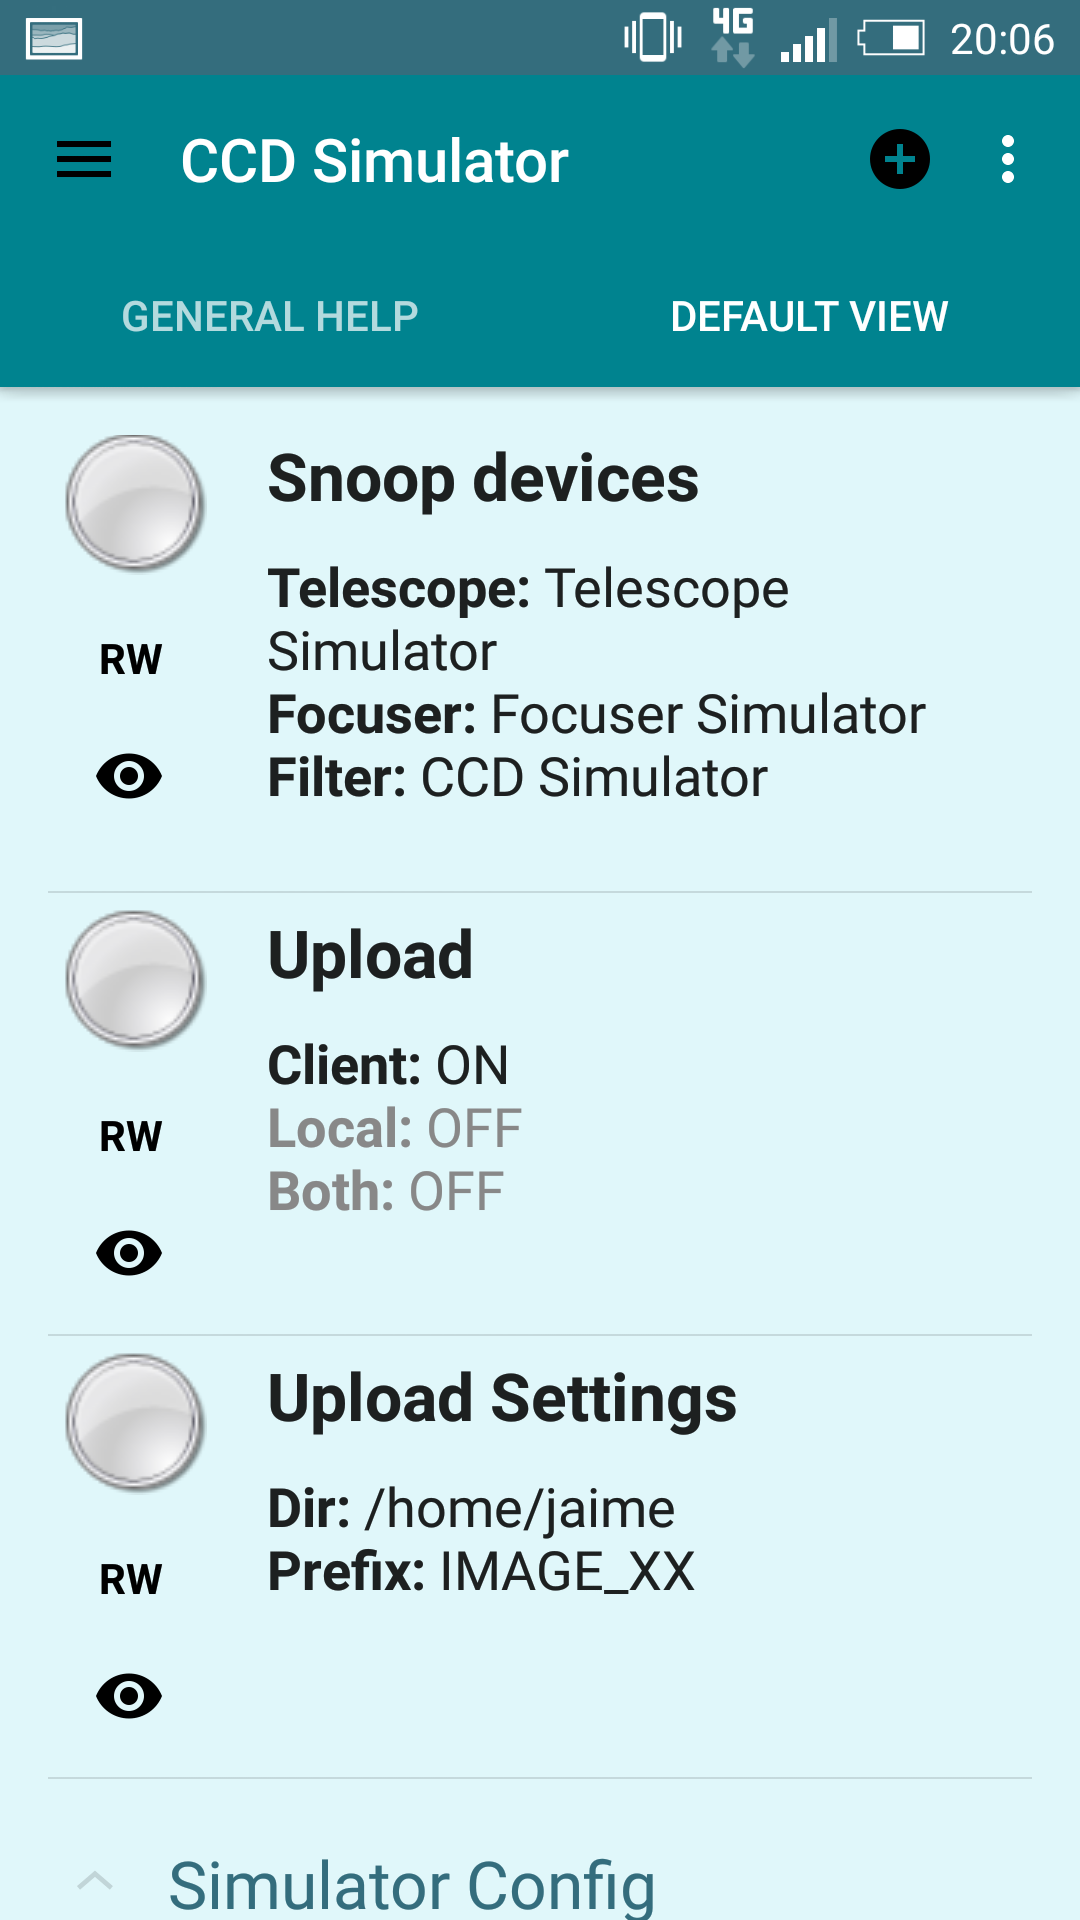 4G 20:06
CCD Simulator
GENERAL HELP DEFAULT VIEW
Snoop devices
Telescope: Telescope
Simulator
RW
Focuser: Focuser Simulator
Filter: CCD Simulator
Upload
Client: ON
Local: OFF
RW
Both: OFF
Upload Settings
Dir: /home/jaime
Prefix: IMAGE_XX
RW
Simulator Config